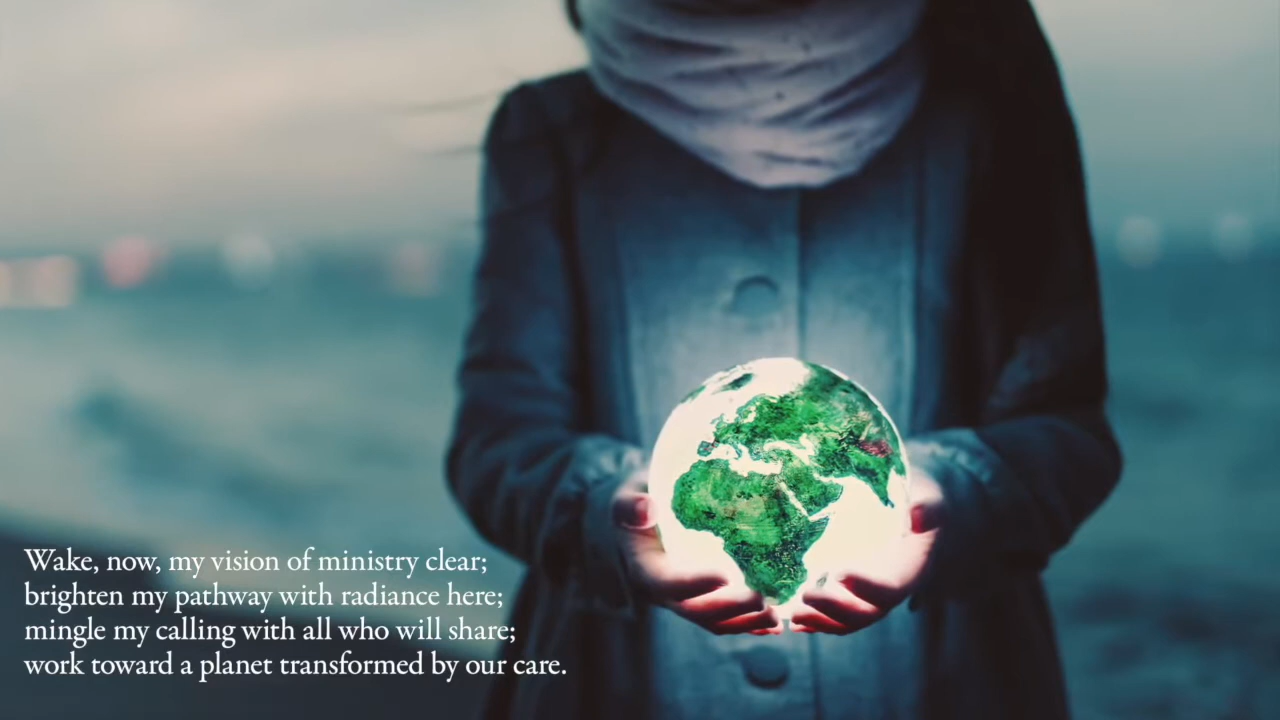 Wake, now, my vision of ministry clear;
brighten my pathway with radiance here;
mingle my calling with all who will share;
work toward a planet transformed by our care.